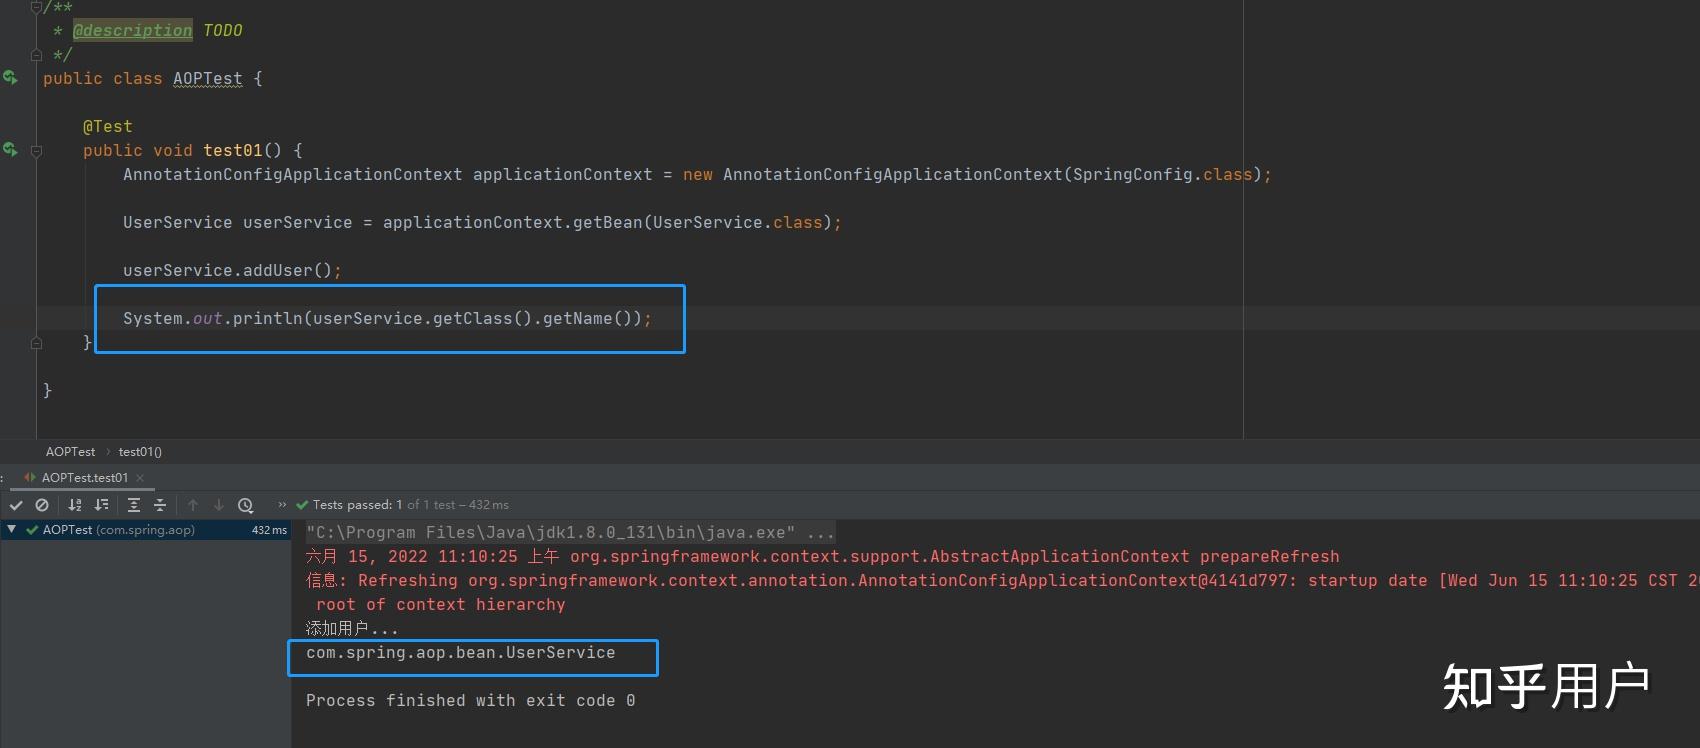 /**
* @description TODO
*/
public class AOPTest {
@Test
public void test01() {
AnnotationConfigApplicationContext applicationContext = new AnnotationConfigApplicationContext(SpringConfig.class);
UserService userService = applicationContext.getBean(UserService.class);
userService.addUser();
System.out.println(userService.getClass().getName());
}
}
AOPTest › test01()
: AOPTest.test01 ×
» Tests passed: 1 of 1 test – 432 ms
AOPTest (com.spring.aop) 432 ms
"C:\Program Files\Java\jdk1.8.0_131\bin\java.exe" ...
六月 15, 2022 11:10:25 上午 org.springframework.context.support.AbstractApplicationContext prepareRefresh
信息: Refreshing org.springframework.context.annotation.AnnotationConfigApplicationContext@4141d797: startup date [Wed Jun 15 11:10:25 CST
root of context hierarchy
添加用户...
com.spring.aop.bean.UserService
Process finished with exit code 0
知乎用户